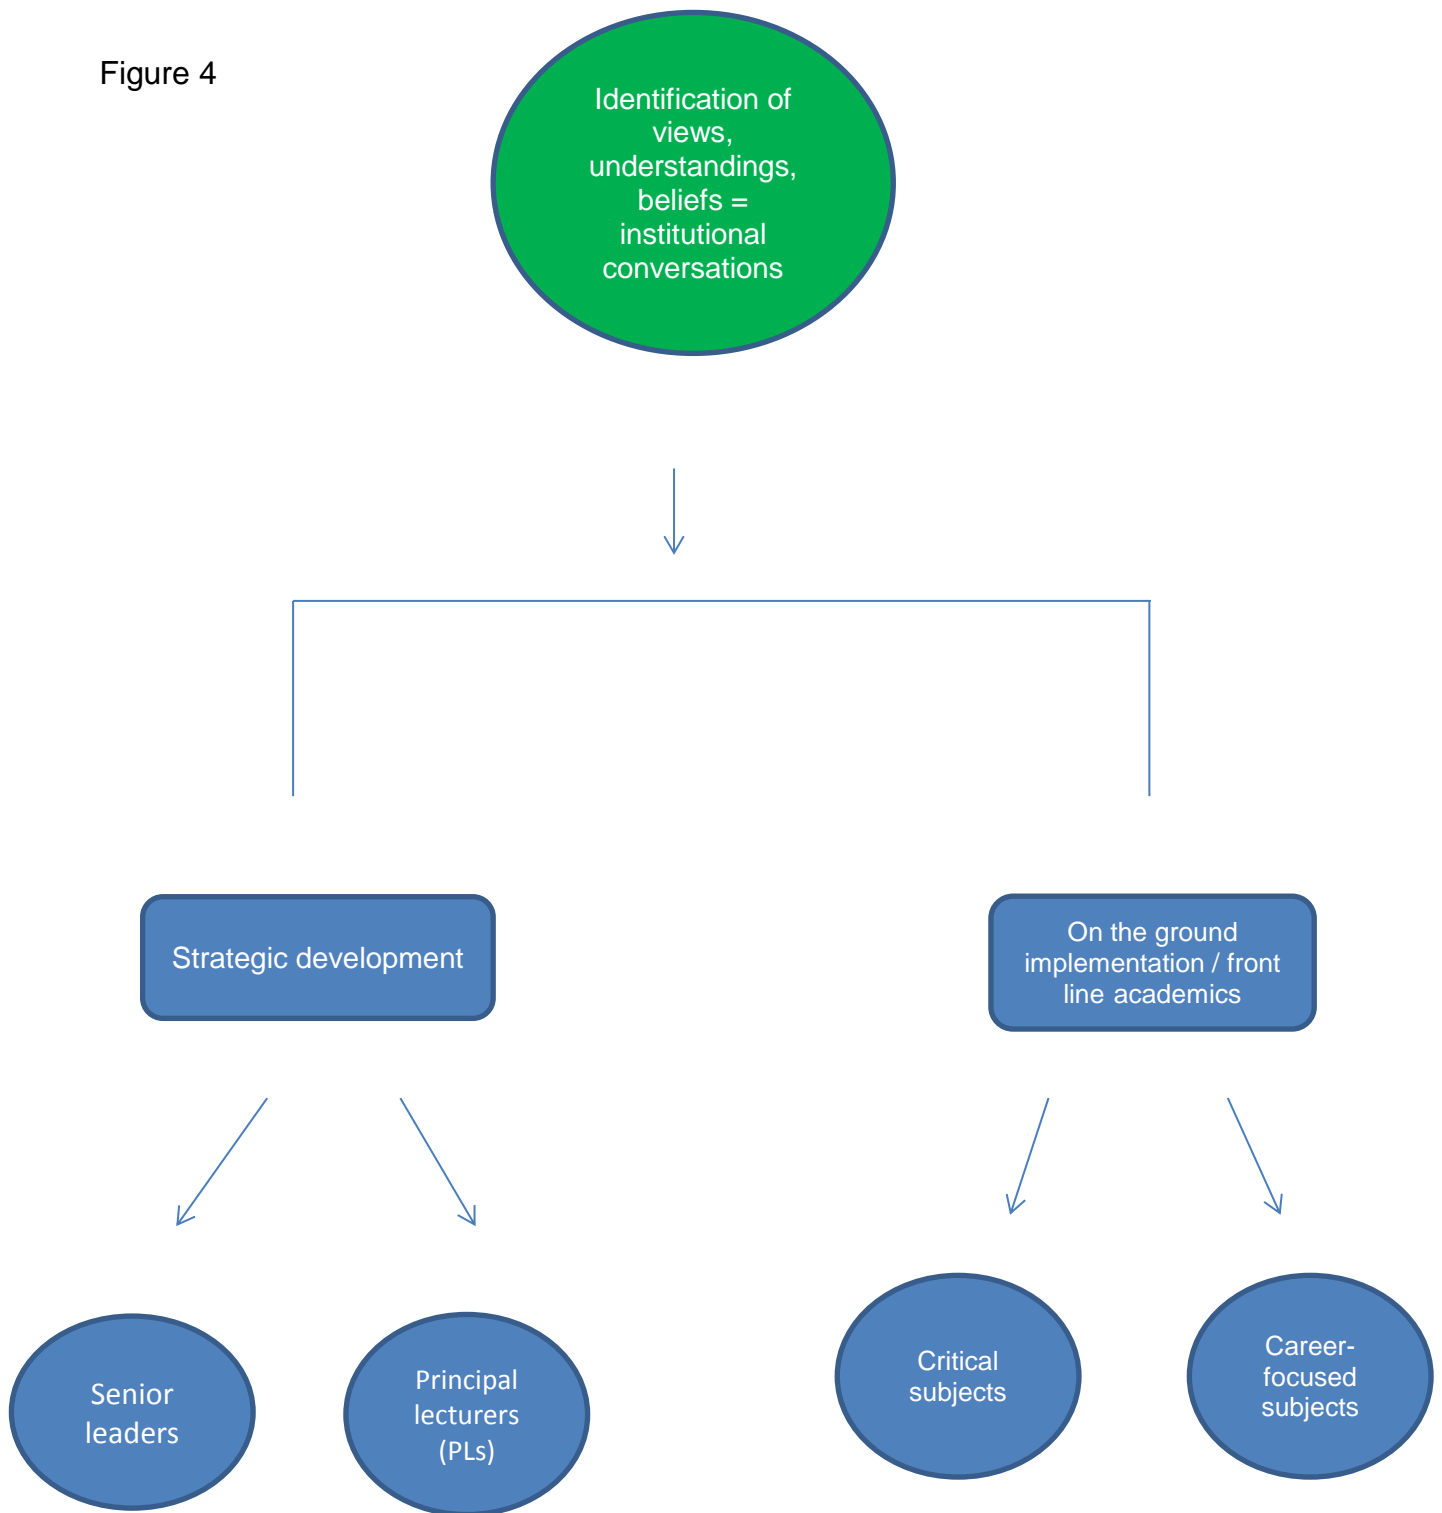 Figure 4
Identification of
views,
understandings,
beliefs =
institutional
conversations
Strategic development
On the ground
implementation / front
line academics
Senior
leaders
Principal
lecturers
(PLs)
Critical
subjects
Career-
focused
subjects